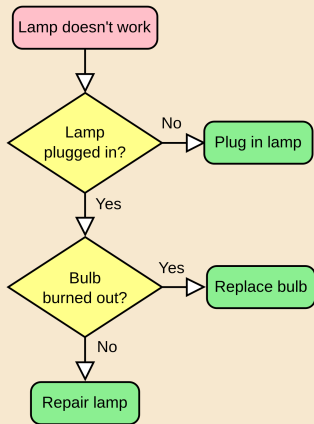 Lamp doesn't work
Lamp
plugged in?
No
Plug in lamp
Yes
Bulb
burned out?
Yes
Replace bulb
No
Repair lamp